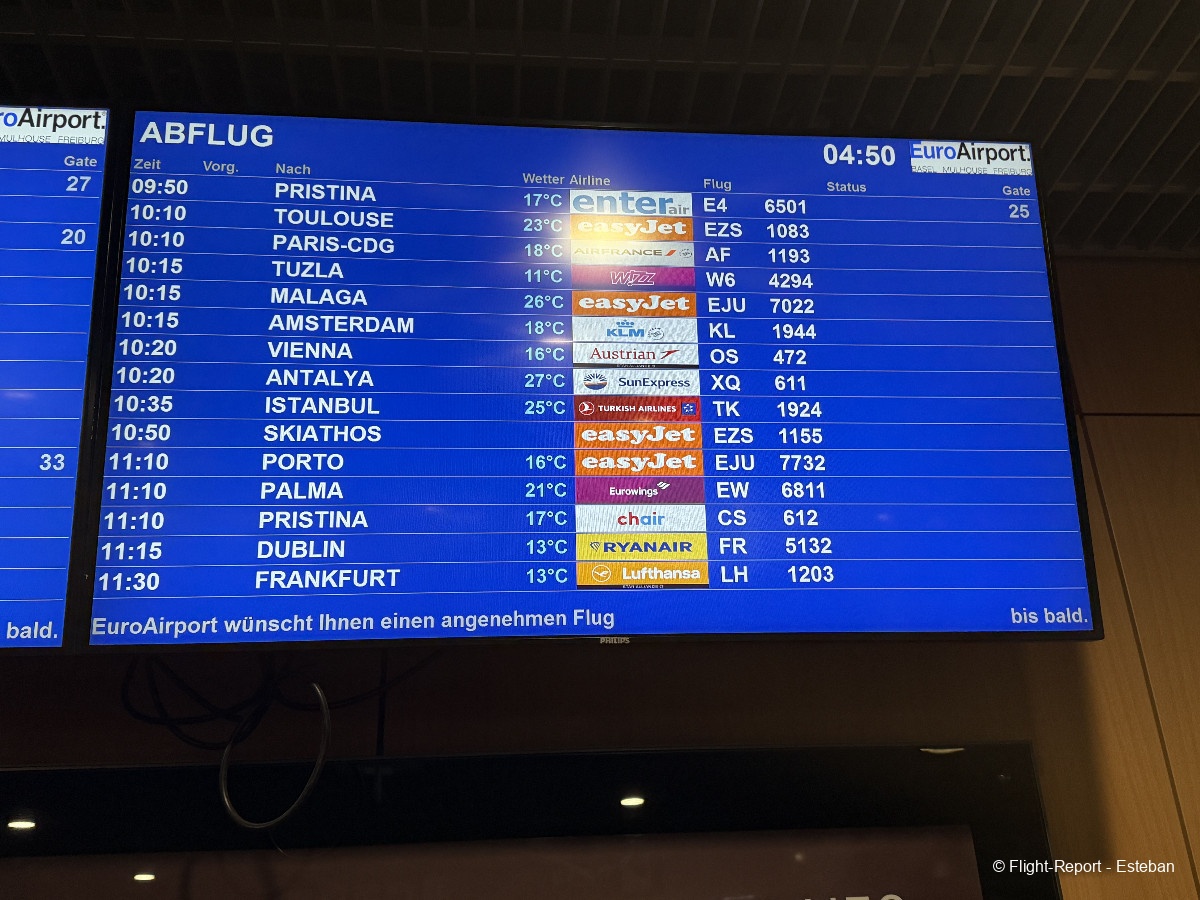 roAirport.
MULHOUSE FREIBURG
Gate
27
20
33
bald.
ABFLUG
04:50
EuroAirport.
BASEL MULHOUSE FREIBURG
Zeit Vorg. Nach Wetter Airline Flug Status Gate
09:50 PRISTINA 17°C enter air E4 6501 25
10:10 TOULOUSE 23°C easyJet EZS 1083
10:10 PARIS-CDG 18°C AIRFRANCE AF 1193
10:15 TUZLA 11°C WIZZ W6 4294
10:15 MALAGA 26°C easyJet EJU 7022
10:15 AMSTERDAM 18°C KLM KL 1944
10:20 VIENNA 16°C Austrian OS 472
10:20 ANTALYA 27°C SunExpress XQ 611
10:35 ISTANBUL 25°C TURKISH AIRLINES TK 1924
10:50 SKIATHOS easyJet EZS 1155
11:10 PORTO 16°C easyJet EJU 7732
11:10 PALMA 21°C Eurowings EW 6811
11:10 PRISTINA 17°C chair CS 612
11:15 DUBLIN 13°C RYANAIR FR 5132
11:30 FRANKFURT 13°C Lufthansa LH 1203
EuroAirport wünscht Ihnen einen angenehmen Flug bis bald.
PHILIPS
© Flight-Report - Esteban